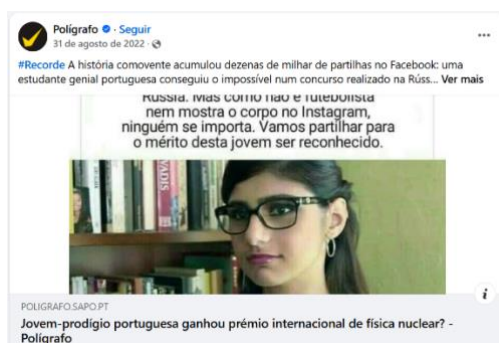 Polígrafo · Seguir
31 de agosto de 2022 ·
#Recorde A história comovente acumulou dezenas de milhar de partilhas no Facebook: uma
estudante genial portuguesa conseguiu o impossível num concurso realizado na Rúss... Ver mais
Rússia. Mas como não é futebolista
nem mostra o corpo no Instagram,
ninguém se importa. Vamos partilhar para
o mérito desta jovem ser reconhecido.
VADIS
POLIGRAFO.SAPO.PT
Jovem-prodígio portuguesa ganhou prémio internacional de física nuclear? -
Polígrafo